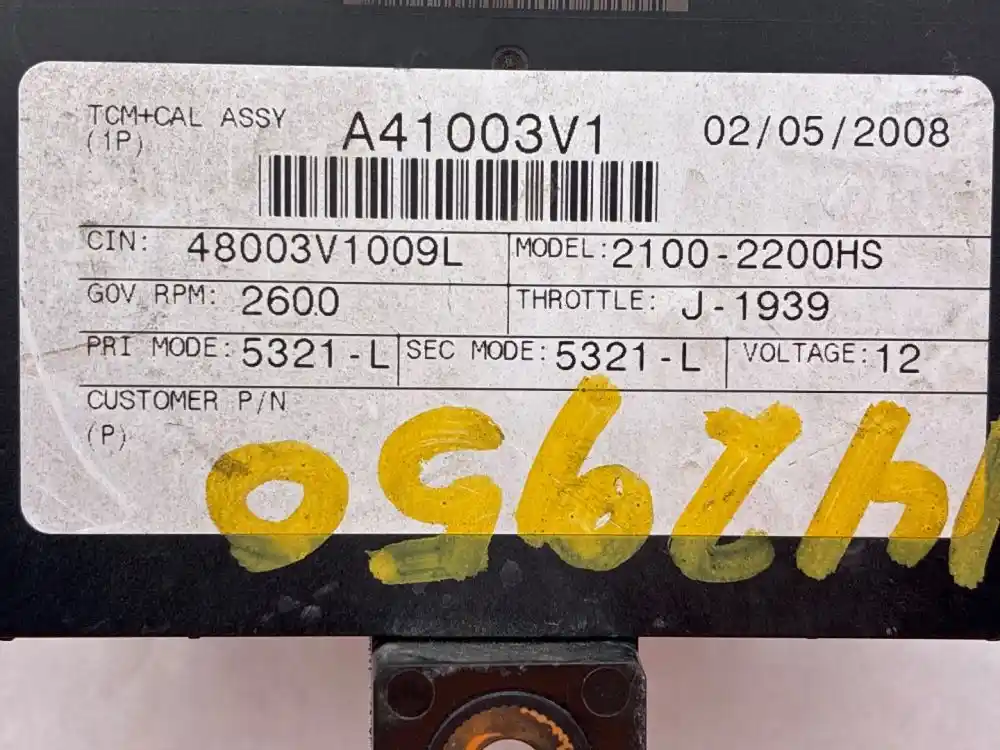 TCM+CAL ASSY
(1P)
A41003V1
02/05/2008
CIN: 48003V1009L
MODEL: 2100-2200HS
GOV RPM: 2600
THROTTLE: J-1939
PRI MODE: 5321-L
SEC MODE: 5321-L
VOLTAGE: 12
CUSTOMER P/N
(P)
142950